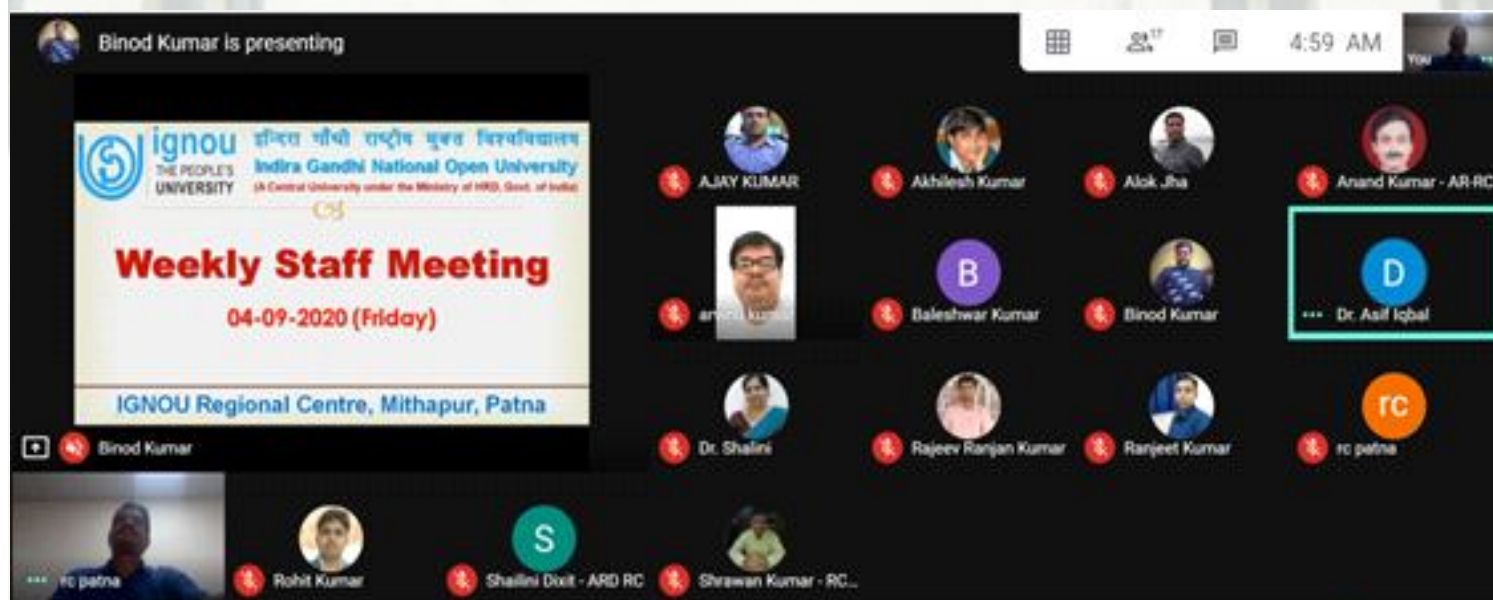 Binod Kumar is presenting
17
4:59 AM
You
ignou
THE PEOPLE'S
UNIVERSITY
इन्दिरा गाँधी राष्ट्रीय मुक्त विश्वविद्यालय
Indira Gandhi National Open University
(A Central University under the Ministry of HRD, Govt. of India)
Weekly Staff Meeting
04-09-2020 (Friday)
IGNOU Regional Centre, Mithapur, Patna
Binod Kumar
AJAY KUMAR
Akhilesh Kumar
Alok Jha
Anand Kumar - AR-RC
kumar
B
Baleshwar Kumar
Binod Kumar
D
Dr. Asif Iqbal
Dr. Shalini
Rajeev Ranjan Kumar
Ranjeet Kumar
rc
rc patna
rc patna
Rohit Kumar
S
Shailini Dixit - ARD RC
Shrawan Kumar - RC...